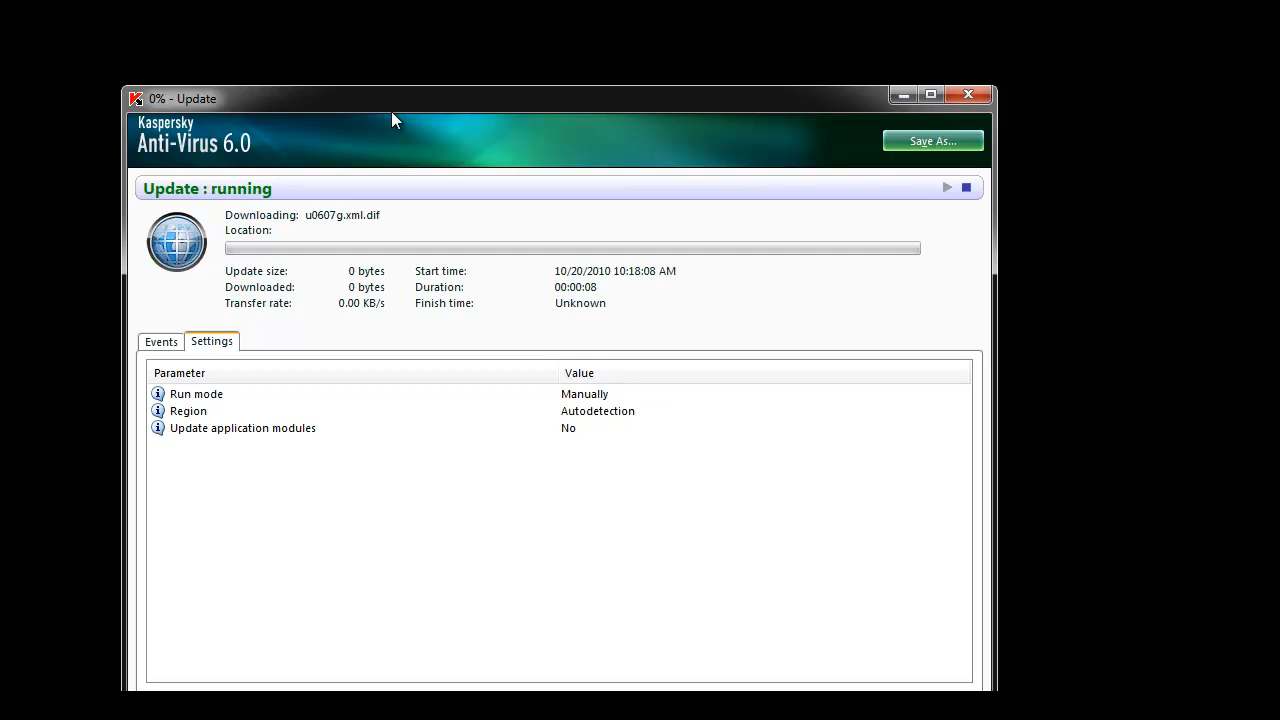 0% - Update
Kaspersky
Anti-Virus 6.0
Save As...
Update : running
Downloading: u0607g.xml.dif
Location:
Update size: 0 bytes Start time: 10/20/2010 10:18:08 AM
Downloaded: 0 bytes Duration: 00:00:08
Transfer rate: 0.00 KB/s Finish time: Unknown
Events Settings
Parameter Value
Run mode Manually
Region Autodetection
Update application modules No